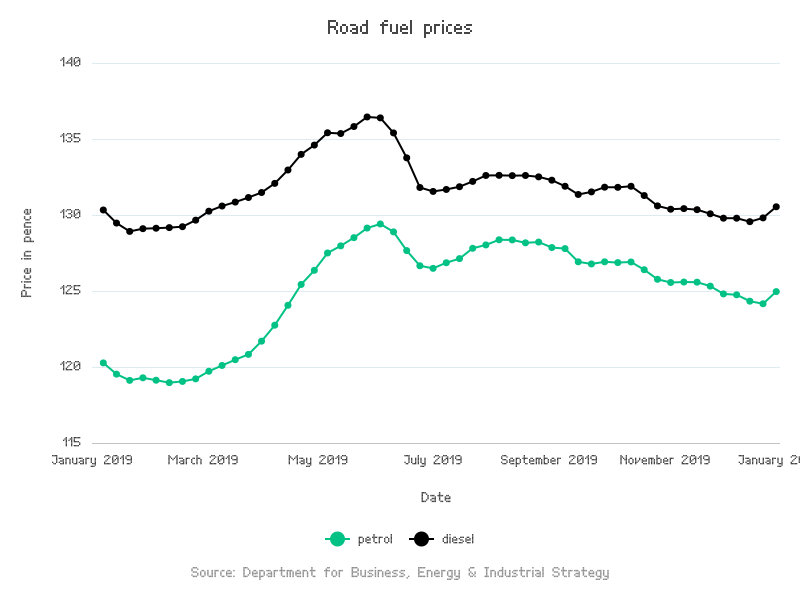 Road fuel prices
140
135
130
125
120
115
Price in pence
January 2019 March 2019 May 2019 July 2019 September 2019 November 2019 January 20
Date
petrol diesel
Source: Department for Business, Energy & Industrial Strategy